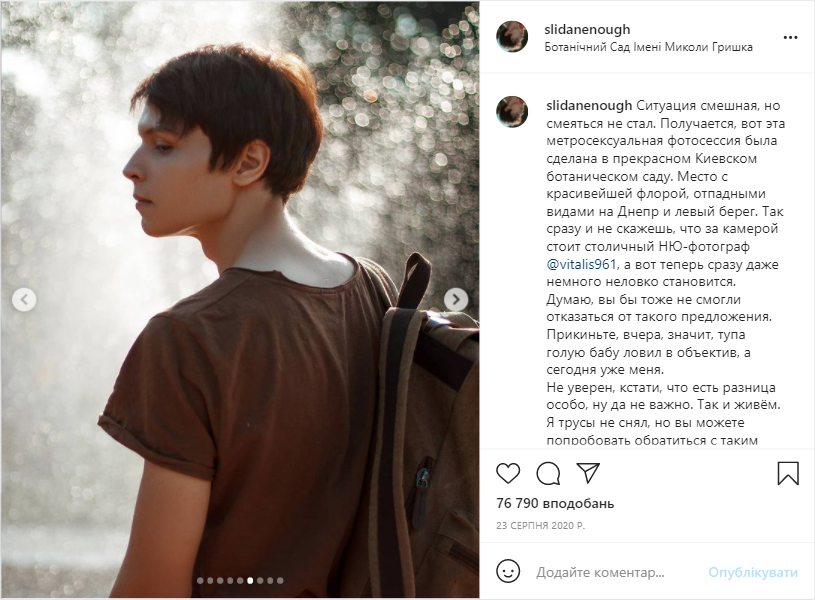 slidanenough
Ботанічний Сад Імені Миколи Гришка
slidanenough Ситуация смешная, но
смеяться не стал. Получается, вот эта
метросексуальная фотосессия была
сделана в прекрасном Киевском
ботаническом саду. Место с
красивейшей флорой, отпадными
видами на Днепр и левый берег. Так
сразу и не скажешь, что за камерой
стоит столичный НЮ-фотограф
@vitalis961, а вот теперь сразу даже
немного неловко становится.
Думаю, вы бы тоже не смогли
отказаться от такого предложения.
Прикиньте, вчера, значит, тупа
голую бабу ловил в объектив, а
сегодня уже меня.
Не уверен, кстати, что есть разница
особо, ну да не важно. Так и живём.
Я трусы не снял, но вы можете
попробовать обратиться с таким
76 790 вподобань
23 СЕРПНЯ 2020 Р.
Додайте коментар...
Опублікувати